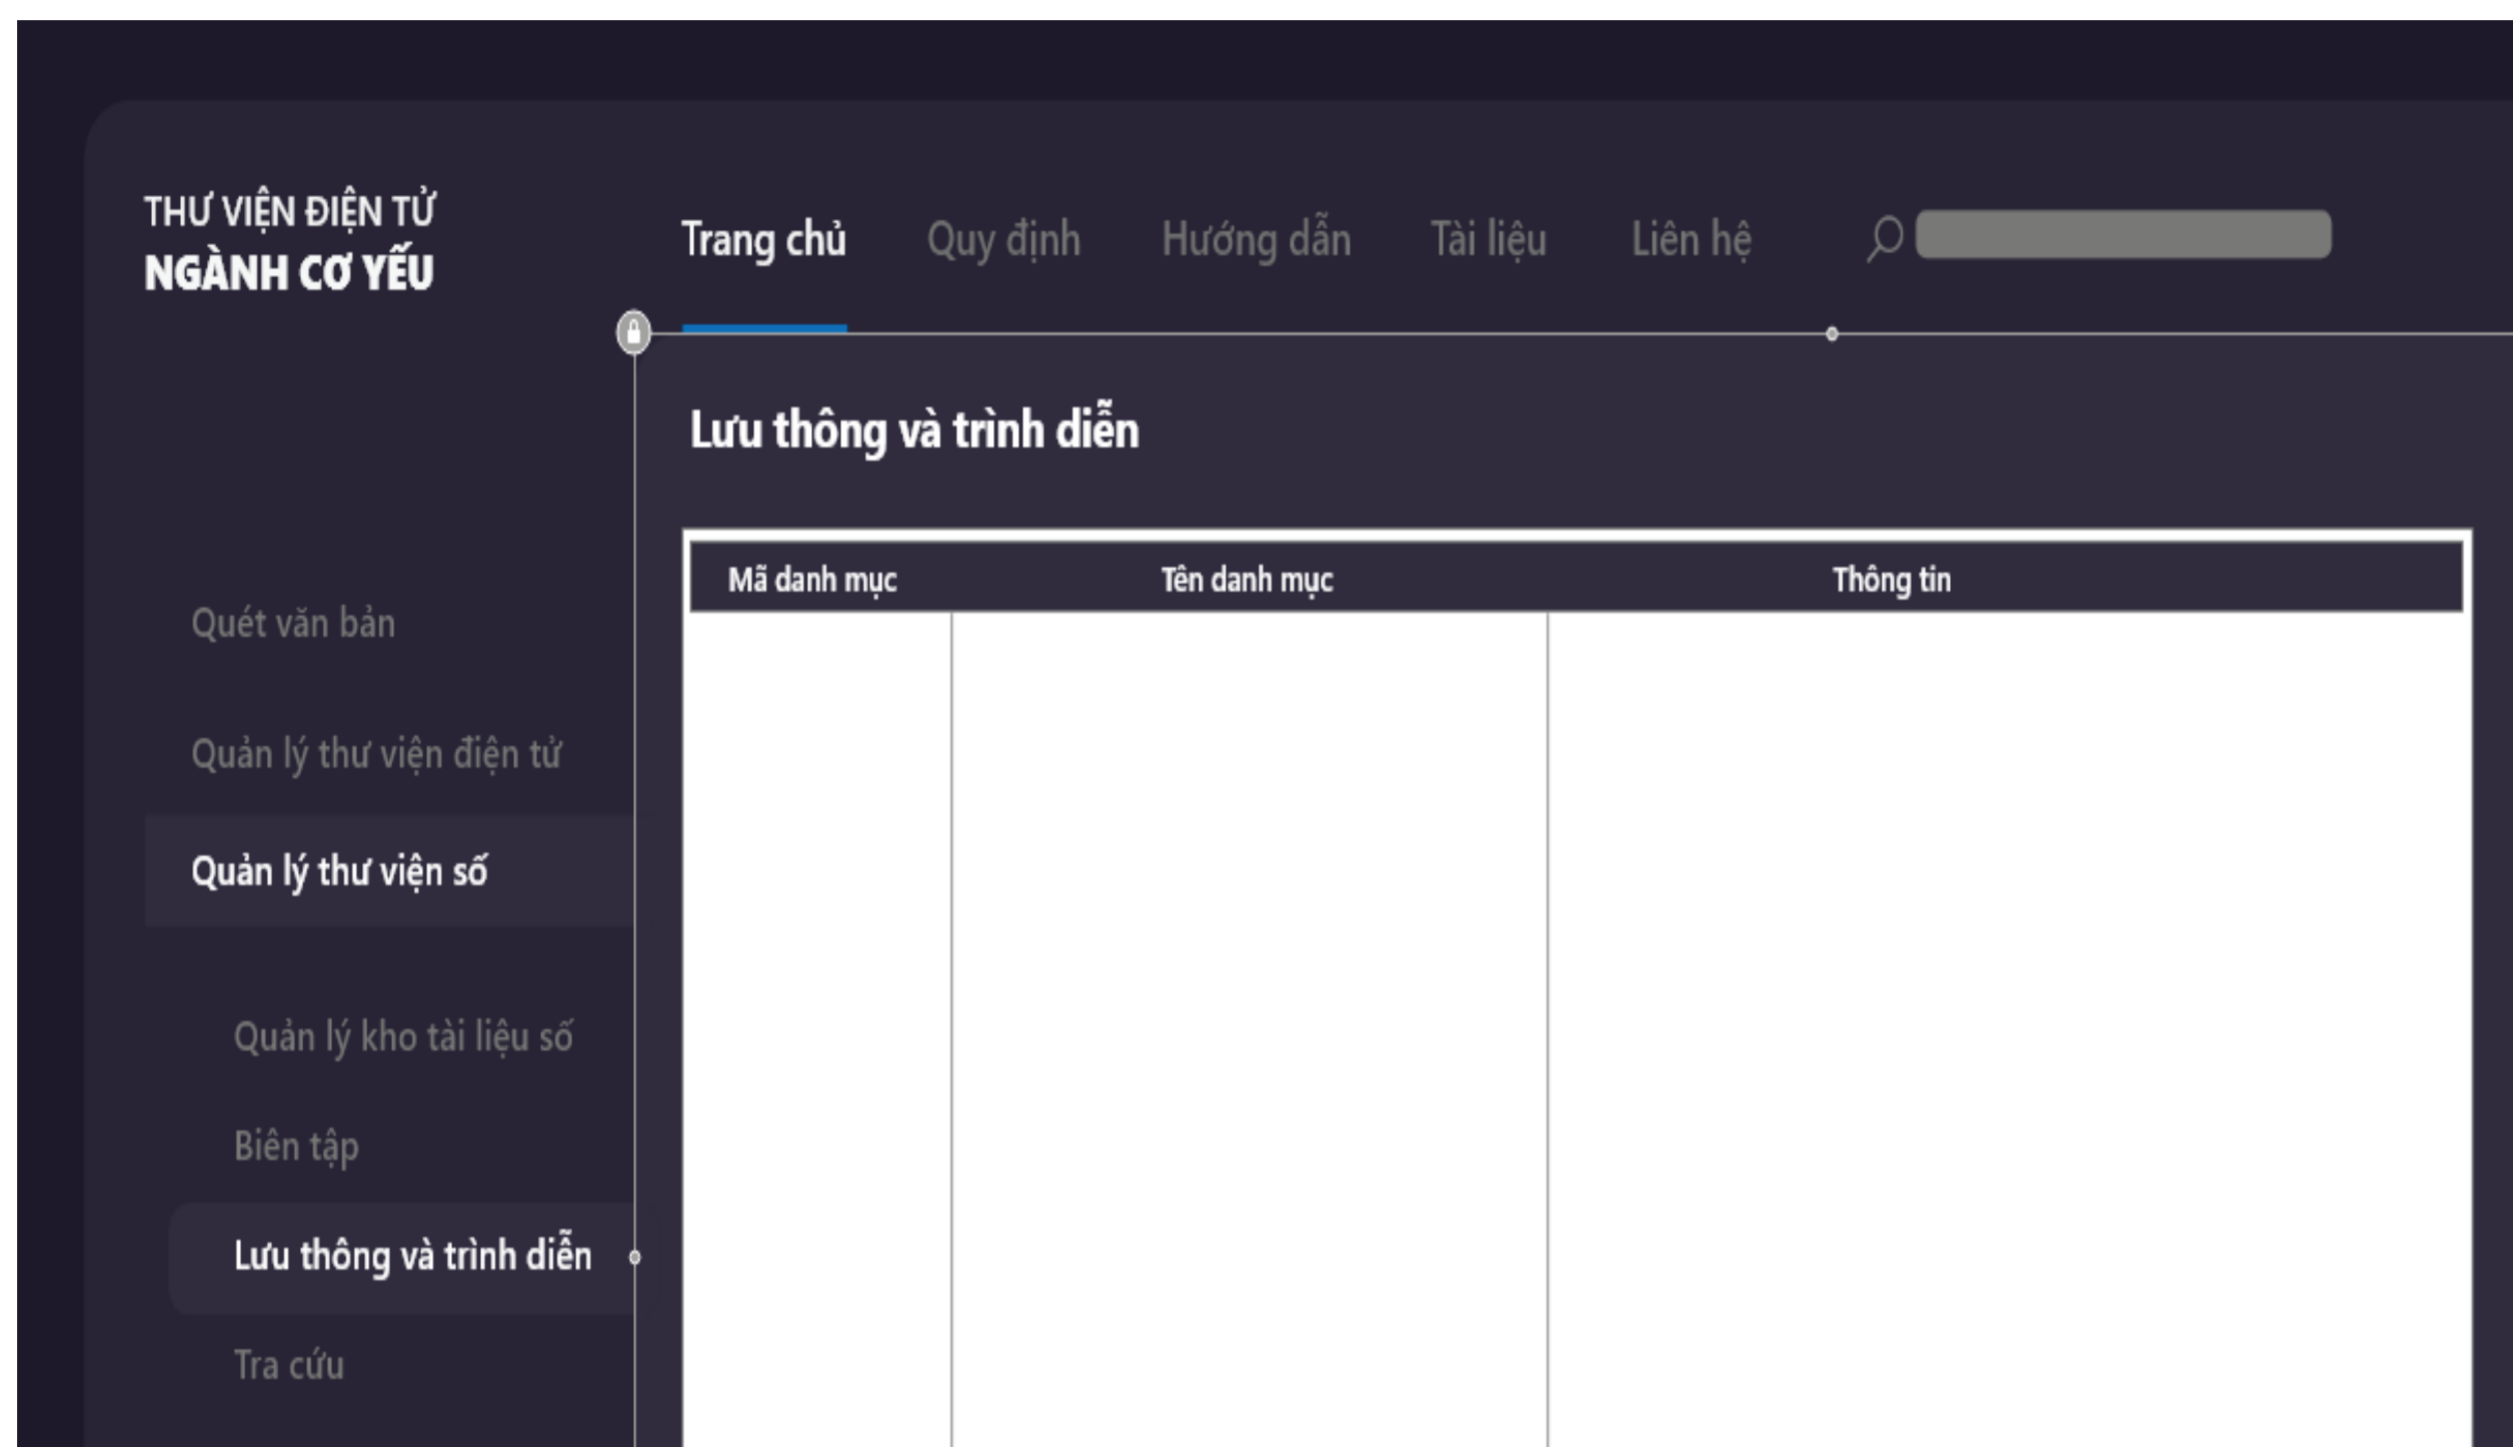 THƯ VIỆN ĐIỆN TỬ
NGÀNH CƠ YẾU
Trang chủ Quy định Hướng dẫn Tài liệu Liên hệ
Lưu thông và trình diễn
Mã danh mục Tên danh mục Thông tin
Quét văn bản
Quản lý thư viện điện tử
Quản lý thư viện số
Quản lý kho tài liệu số
Biên tập
Lưu thông và trình diễn
Tra cứu